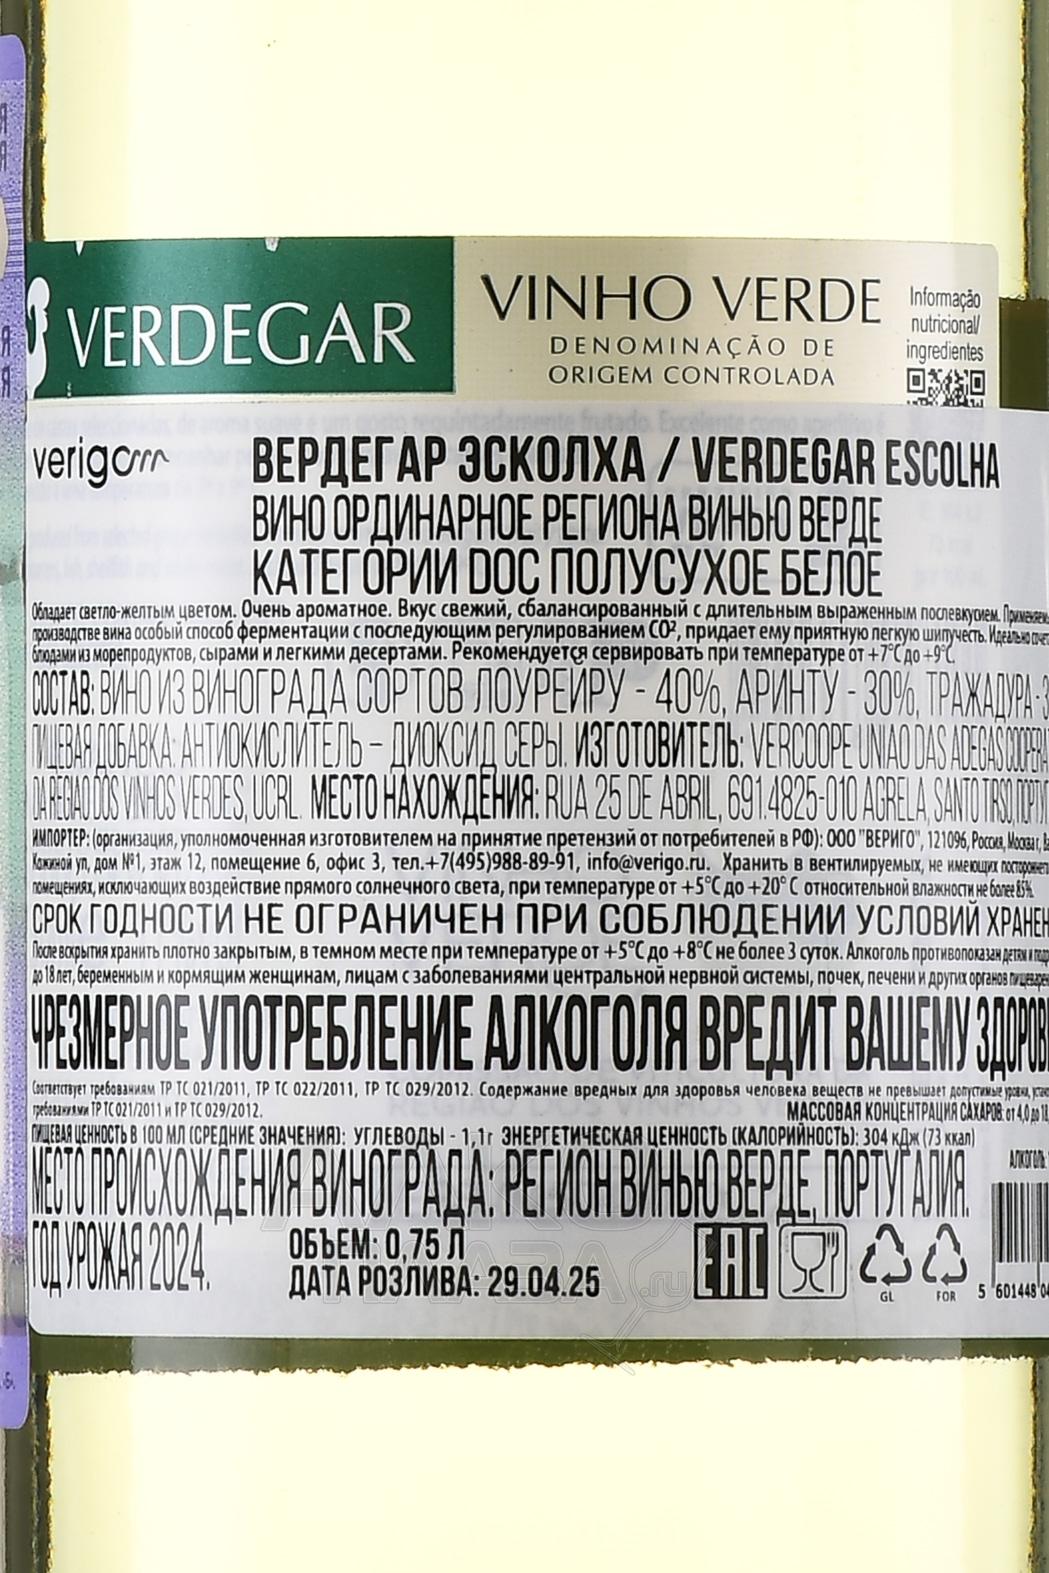 VERDEGAR
VINHO VERDE
DENOMINAÇÃO DE
ORIGEM CONTROLADA
Informação
nutricional/
ingredientes
verigo
ВЕРДЕГАР ЭСКОЛХА / VERDEGAR ESCOLHA
ВИНО ОРДИНАРНОЕ РЕГИОНА ВИНЬЮ ВЕРДЕ
КАТЕГОРИИ DOC ПОЛУСУХОЕ БЕЛОЕ
Обладает светло-желтым цветом. Очень ароматное. Вкус свежий, сбалансированный с длительным выраженным послевкусием.
производстве вина особый способ ферментации с последующим регулированием СО², придает ему приятную легкую шипучесть. Идеально
блюдами из морепродуктов, сырами и легкими десертами. Рекомендуется сервировать при температуре от +7°С до +9°С.
СОСТАВ: ВИНО ИЗ ВИНОГРАДА СОРТОВ ЛОУРЕЙРУ - 40%, АРИНТУ - 30%, ТРАЖАДУРА - 3
ПИЩЕВАЯ ДОБАВКА: АНТИОКИСЛИТЕЛЬ – ДИОКСИД СЕРЫ. ИЗГОТОВИТЕЛЬ: VERCOOPE UNIAO DAS ADEGAS
DA REGIAO DOS VINHOS VERDES, UCRL. МЕСТО НАХОЖДЕНИЯ: RUA 25 DE ABRIL, 691.4825-010 AGRELA, SANTO TIRSO,
ИМПОРТЕР: (организация, уполномоченная изготовителем на принятие претензий от потребителей в РФ): ООО "ВЕРИГО", 121096, Россия, Москва г,
Кожиной ул, дом №1, этаж 12, помещение 6, офис 3, тел.+7(495)988-89-91, info@verigo.ru. Хранить в вентилируемых, не имеющих
помещениях, исключающих воздействие прямого солнечного света, при температуре от +5°С до +20° С относительной влажности не более 85%.
СРОК ГОДНОСТИ НЕ ОГРАНИЧЕН ПРИ СОБЛЮДЕНИИ УСЛОВИЙ ХРАНЕН
После вскрытия хранить плотно закрытым, в темном месте при температуре от +5°С до +8°С не более 3 суток. Алкоголь противопоказан детям и
до 18 лет, беременным и кормящим женщинам, лицам с заболеваниями центральной нервной системы, почек, печени и других органов
ЧРЕЗМЕРНОЕ УПОТРЕБЛЕНИЕ АЛКОГОЛЯ ВРЕДИТ ВАШЕМУ ЗДОРОВ
Соответствует требованиям ТР ТС 021/2011, ТР ТС 022/2011, ТР ТС 029/2012. Содержание вредных для здоровья человека веществ не превышает допустимые уровни,
требованиями ТР ТС 021/2011 и ТР ТС 029/2012.
МАССОВАЯ КОНЦЕНТРАЦИЯ САХАРОВ: от 4,0 до 18,
ПИЩЕВАЯ ЦЕННОСТЬ В 100 МЛ (СРЕДНИЕ ЗНАЧЕНИЯ): УГЛЕВОДЫ - 1,1г ЭНЕРГЕТИЧЕСКАЯ ЦЕННОСТЬ (КАЛОРИЙНОСТЬ): 304 кДж (73 ккал)
МЕСТО ПРОИСХОЖДЕНИЯ ВИНОГРАДА: РЕГИОН ВИНЬЮ ВЕРДЕ, ПОРТУГАЛИЯ.
АЛКОГОЛЬ:
ГОД УРОЖАЯ 2024.
ОБЪЕМ: 0,75 Л
ДАТА РОЗЛИВА: 29.04.25
EAC
GL
FOR
5 601448 0